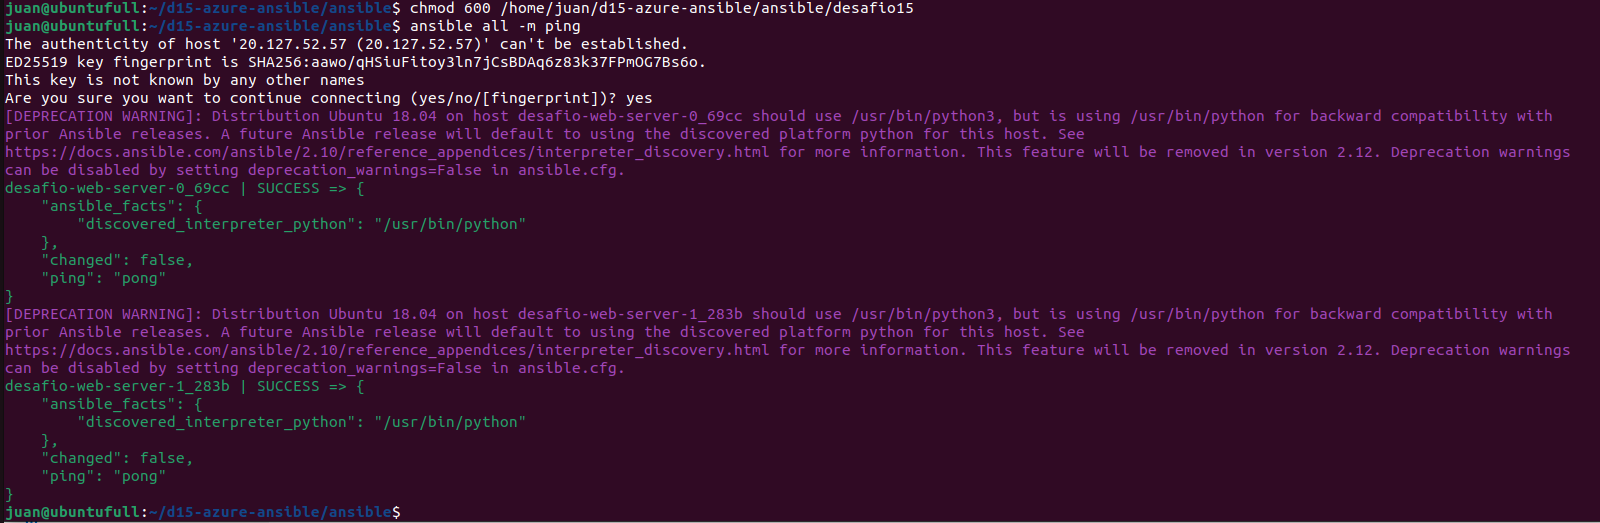 juan@ubuntufull:~/d15-azure-ansible/ansible$ chmod 600 /home/juan/d15-azure-ansible/ansible/desafio15
juan@ubuntufull:~/d15-azure-ansible/ansible$ ansible all -m ping
The authenticity of host '20.127.52.57 (20.127.52.57)' can't be established.
ED25519 key fingerprint is SHA256:aawo/qHSiuFitoy3ln7jCsBDAq6z83k37FPmOG7Bs6o.
This key is not known by any other names
Are you sure you want to continue connecting (yes/no/[fingerprint])? yes
[DEPRECATION WARNING]: Distribution Ubuntu 18.04 on host desafio-web-server-0_69cc should use /usr/bin/python3, but is using /usr/bin/python for backward compatibility with
prior Ansible releases. A future Ansible release will default to using the discovered platform python for this host. See
https://docs.ansible.com/ansible/2.10/reference_appendices/interpreter_discovery.html for more information. This feature will be removed in version 2.12. Deprecation warnings
can be disabled by setting deprecation_warnings=False in ansible.cfg.
desafio-web-server-0_69cc | SUCCESS => {
    "ansible_facts": {
        "discovered_interpreter_python": "/usr/bin/python"
    },
    "changed": false,
    "ping": "pong"
}
[DEPRECATION WARNING]: Distribution Ubuntu 18.04 on host desafio-web-server-1_283b should use /usr/bin/python3, but is using /usr/bin/python for backward compatibility with
prior Ansible releases. A future Ansible release will default to using the discovered platform python for this host. See
https://docs.ansible.com/ansible/2.10/reference_appendices/interpreter_discovery.html for more information. This feature will be removed in version 2.12. Deprecation warnings
can be disabled by setting deprecation_warnings=False in ansible.cfg.
desafio-web-server-1_283b | SUCCESS => {
    "ansible_facts": {
        "discovered_interpreter_python": "/usr/bin/python"
    },
    "changed": false,
    "ping": "pong"
}
juan@ubuntufull:~/d15-azure-ansible/ansible$